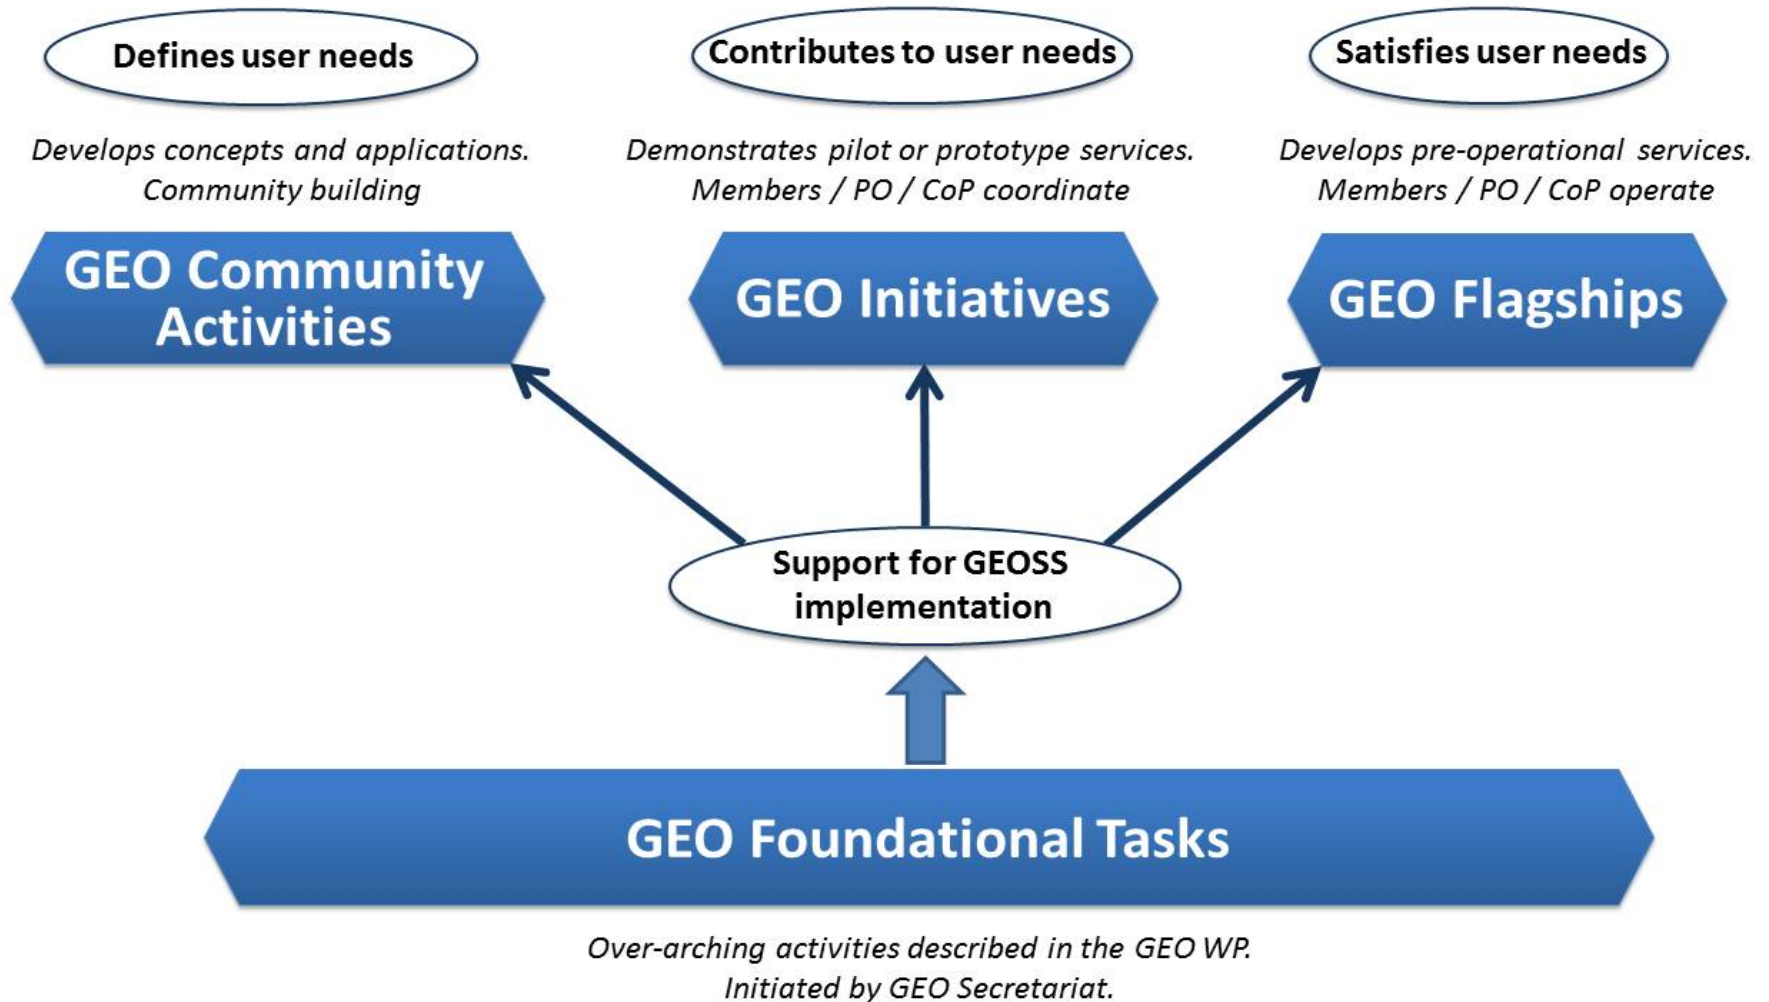 Defines user needs
Contributes to user needs
Satisfies user needs
Develops concepts and applications.
Community building
Demonstrates pilot or prototype services.
Members / PO / CoP coordinate
Develops pre-operational services.
Members / PO / CoP operate
GEO Community
Activities
GEO Initiatives
GEO Flagships
Support for GEOSS
implementation
GEO Foundational Tasks
Over-arching activities described in the GEO WP.
Initiated by GEO Secretariat.